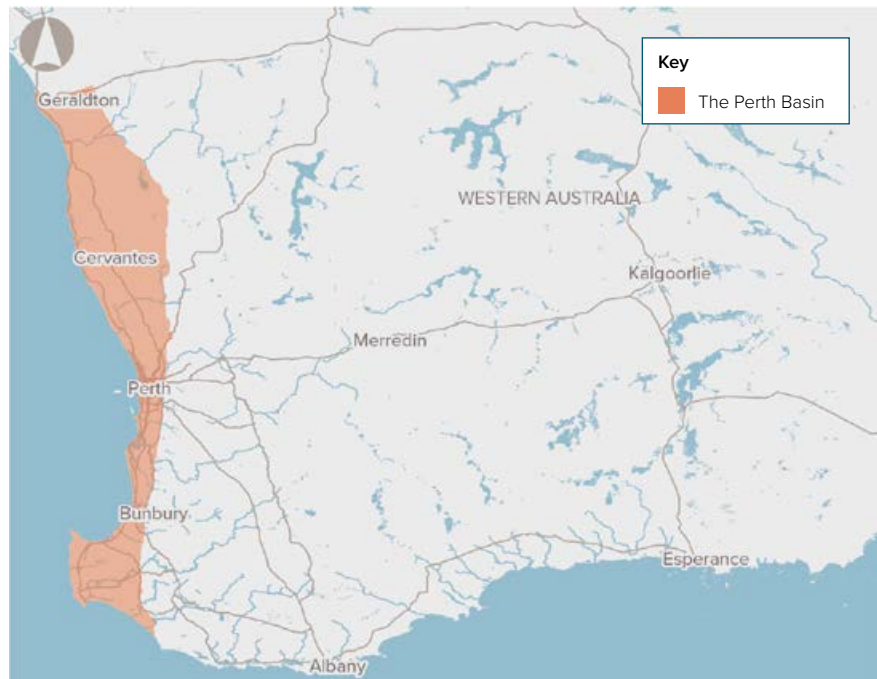 Key
The Perth Basin
Geraldton
WESTERN AUSTRALIA
Cervantes
Kalgoorlie
Merredin
Perth
Bunbury
Esperance
Albany